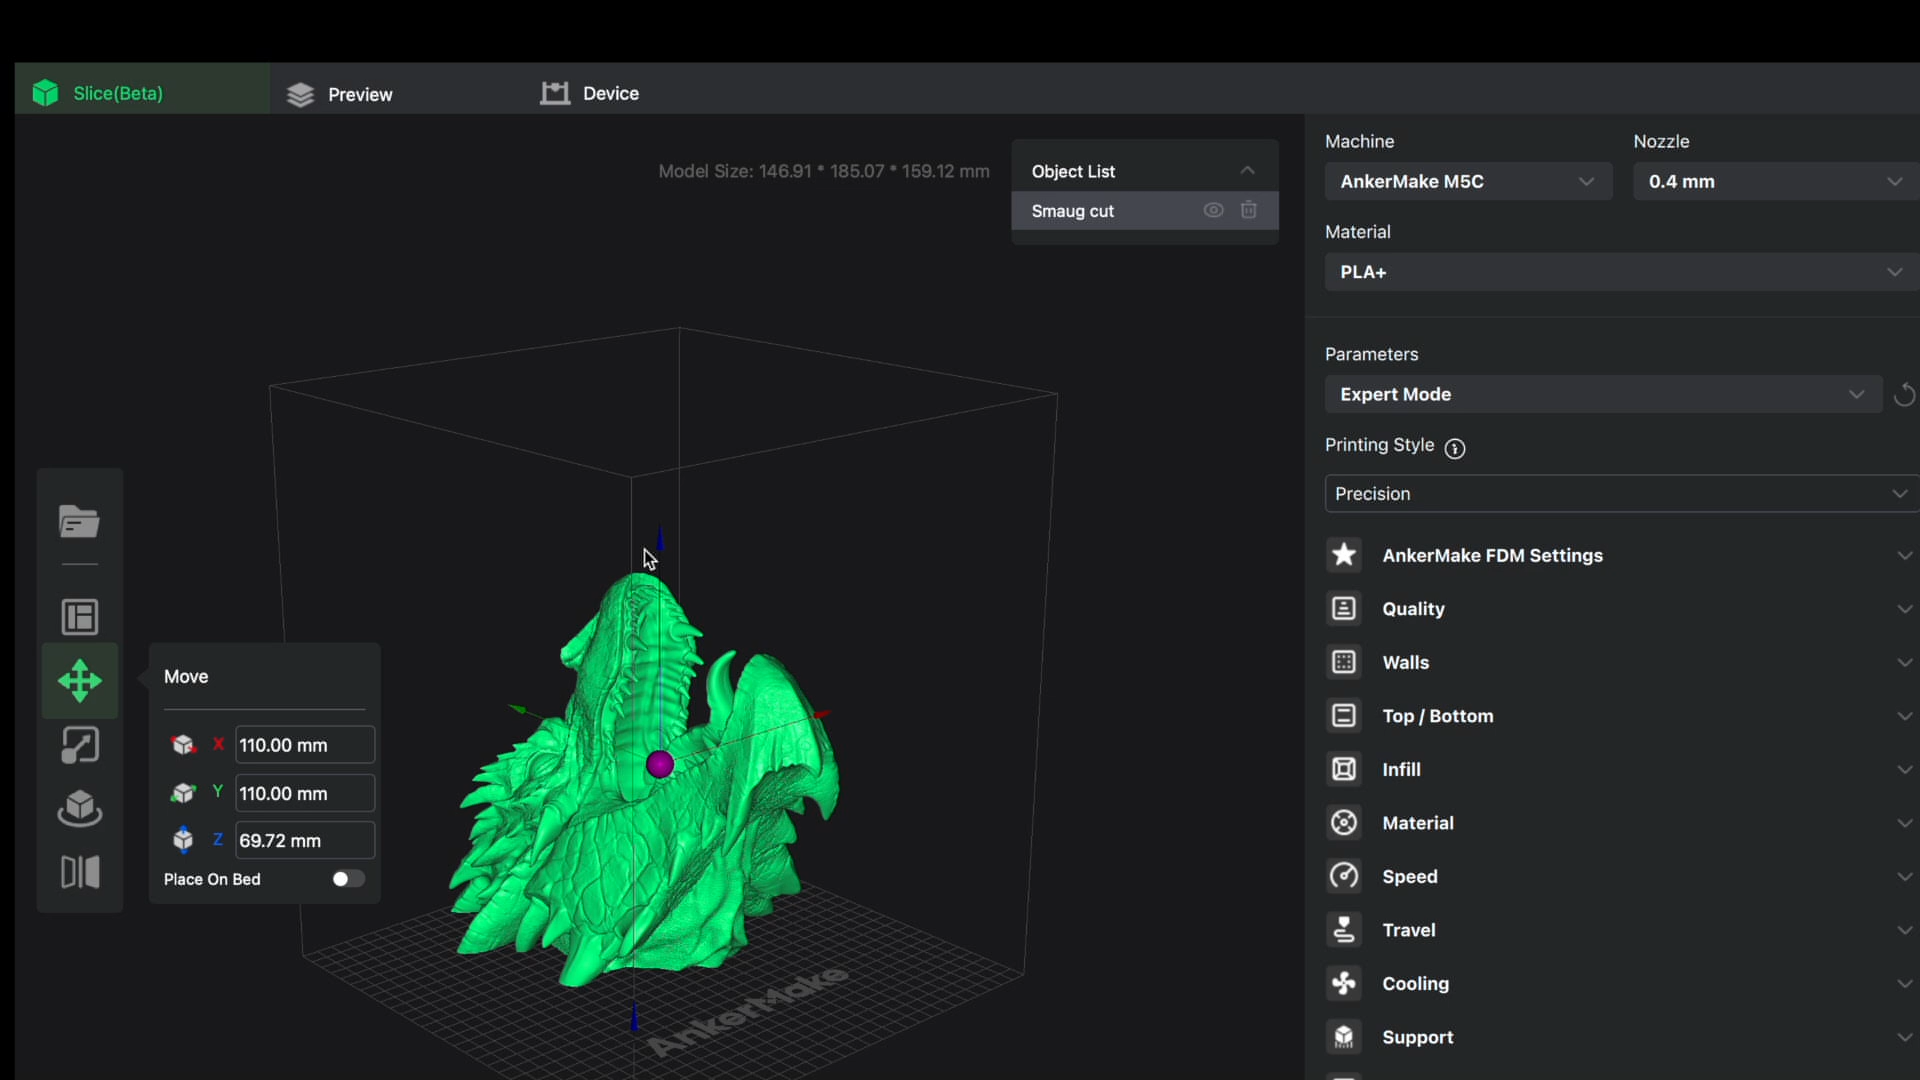 Slice(Beta)
Preview
Device
Model Size: 146.91 * 185.07 * 159.12 mm
Object List
Smaug cut
Machine
Nozzle
AnkerMake M5C
0.4 mm
Material
PLA+
Parameters
Expert Mode
Printing Style
Precision
AnkerMake FDM Settings
Quality
Walls
Top / Bottom
Infill
Material
Speed
Travel
Cooling
Support
Move
X 110.00 mm
Y 110.00 mm
Z 69.72 mm
Place On Bed
AnkerMake